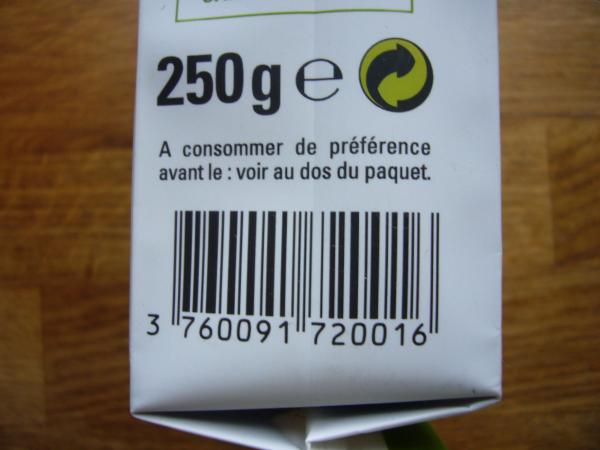 250g ℮
A consommer de préférence
avant le : voir au dos du paquet.
3 760091 720016